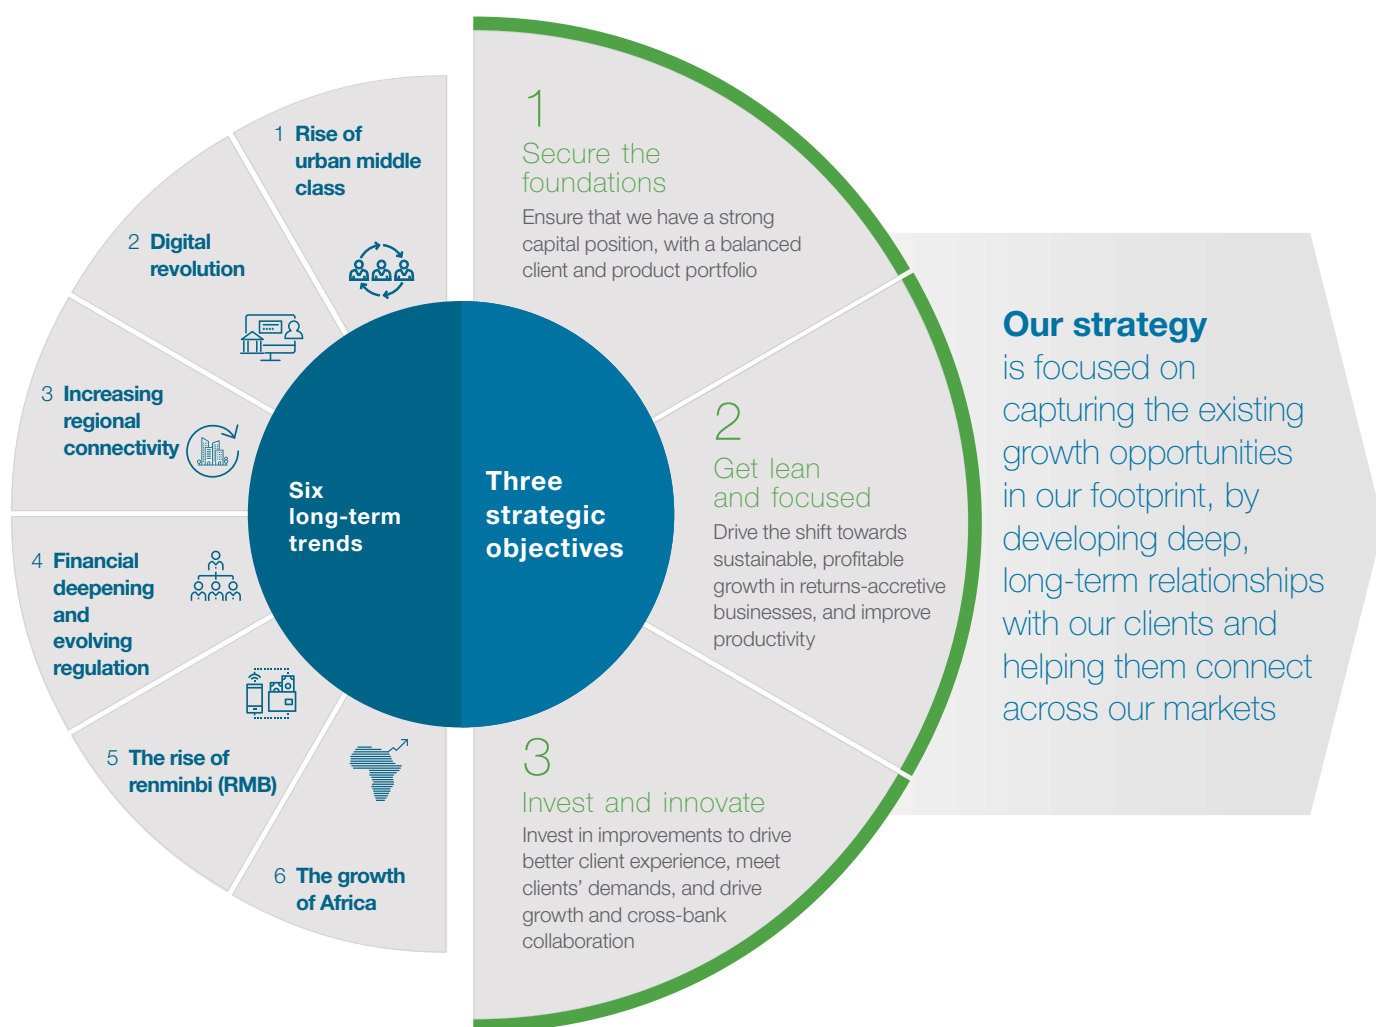 1 Rise of
urban middle
class
2 Digital
revolution
3 Increasing
regional
connectivity
4 Financial
deepening
and
evolving
regulation
5 The rise of
renminbi (RMB)
6 The growth
of Africa
Six
long-term
trends
Three
strategic
objectives
1
Secure the
foundations
Ensure that we have a strong
capital position, with a balanced
client and product portfolio
2
Get lean
and focused
Drive the shift towards
sustainable, profitable
growth in returns-accretive
businesses, and improve
productivity
3
Invest and innovate
Invest in improvements to drive
better client experience, meet
clients’ demands, and drive
growth and cross-bank
collaboration
Our strategy
is focused on
capturing the existing
growth opportunities
in our footprint, by
developing deep,
long-term relationships
with our clients and
helping them connect
across our markets